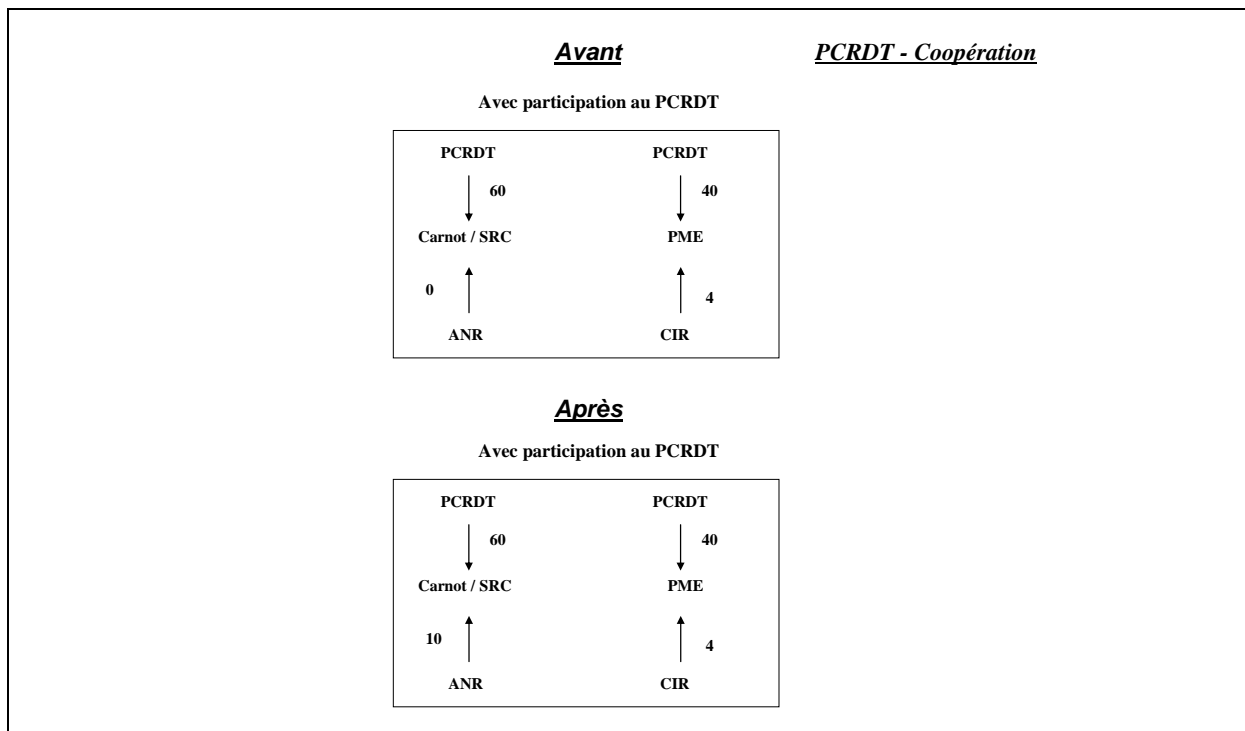 Avant PCRDT - Coopération
Avec participation au PCRDT
PCRDT PCRDT
60 40
Carnot / SRC PME
0 4
ANR CIR
Après
Avec participation au PCRDT
PCRDT PCRDT
60 40
Carnot / SRC PME
10 4
ANR CIR